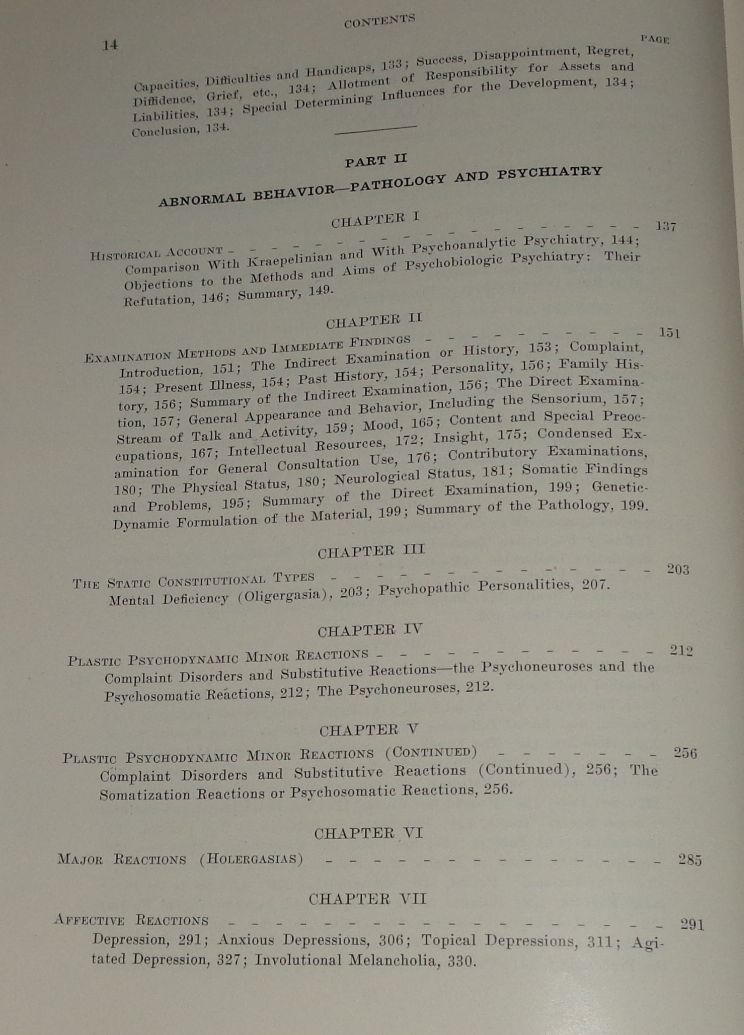 14
CONTENTS
PAGE
Capacities, Difficulties and Handicaps, 133; Success, Disappointment, Regret,
Diffidence, Grief, etc., 134; Allotment of Responsibility for Assets and
Liabilities, 134; Special Determining Influences for the Development, 134;
Conclusion, 134.
PART II
ABNORMAL BEHAVIOR—PATHOLOGY AND PSYCHIATRY
CHAPTER I
HISTORICAL ACCOUNT – – – – – – – – – – – – – – – – – – 137
Comparison With Kraepelinian and With Psychoanalytic Psychiatry, 144;
Objections to the Methods and Aims of Psychobiologic Psychiatry: Their
Refutation, 146; Summary, 149.
CHAPTER II
EXAMINATION METHODS AND IMMEDIATE FINDINGS – – – – – – – – – – 151
Introduction, 151; The Indirect Examination or History, 153; Complaint,
154; Present Illness, 154; Past History, 154; Personality, 156; Family His-
tory, 156; Summary of the Indirect Examination, 156; The Direct Examina-
tion, 157; General Appearance and Behavior, Including the Sensorium, 157;
Stream of Talk and Activity, 159; Mood, 165; Content and Special Preoc-
cupations, 167; Intellectual Resources, 172; Insight, 175; Condensed Ex-
amination for General Consultation Use, 176; Contributory Examinations,
180; The Physical Status, 180; Neurological Status, 181; Somatic Findings
and Problems, 195; Summary of the Direct Examination, 199; Genetic-
Dynamic Formulation of the Material, 199; Summary of the Pathology, 199.
CHAPTER III
THE STATIC CONSTITUTIONAL TYPES – – – – – – – – – – – – – – 203
Mental Deficiency (Oligergasia), 203; Psychopathic Personalities, 207.
CHAPTER IV
PLASTIC PSYCHODYNAMIC MINOR REACTIONS – – – – – – – – – – – – 212
Complaint Disorders and Substitutive Reactions—the Psychoneuroses and the
Psychosomatic Reactions, 212; The Psychoneuroses, 212.
CHAPTER V
PLASTIC PSYCHODYNAMIC MINOR REACTIONS (CONTINUED) – – – – – – – 256
Complaint Disorders and Substitutive Reactions (Continued), 256; The
Somatization Reactions or Psychosomatic Reactions, 256.
CHAPTER VI
MAJOR REACTIONS (HOLERGASIAS) – – – – – – – – – – – – – – – 285
CHAPTER VII
AFFECTIVE REACTIONS – – – – – – – – – – – – – – – – – – – 291
Depression, 291; Anxious Depressions, 306; Topical Depressions, 311; Agi-
tated Depression, 327; Involutional Melancholia, 330.